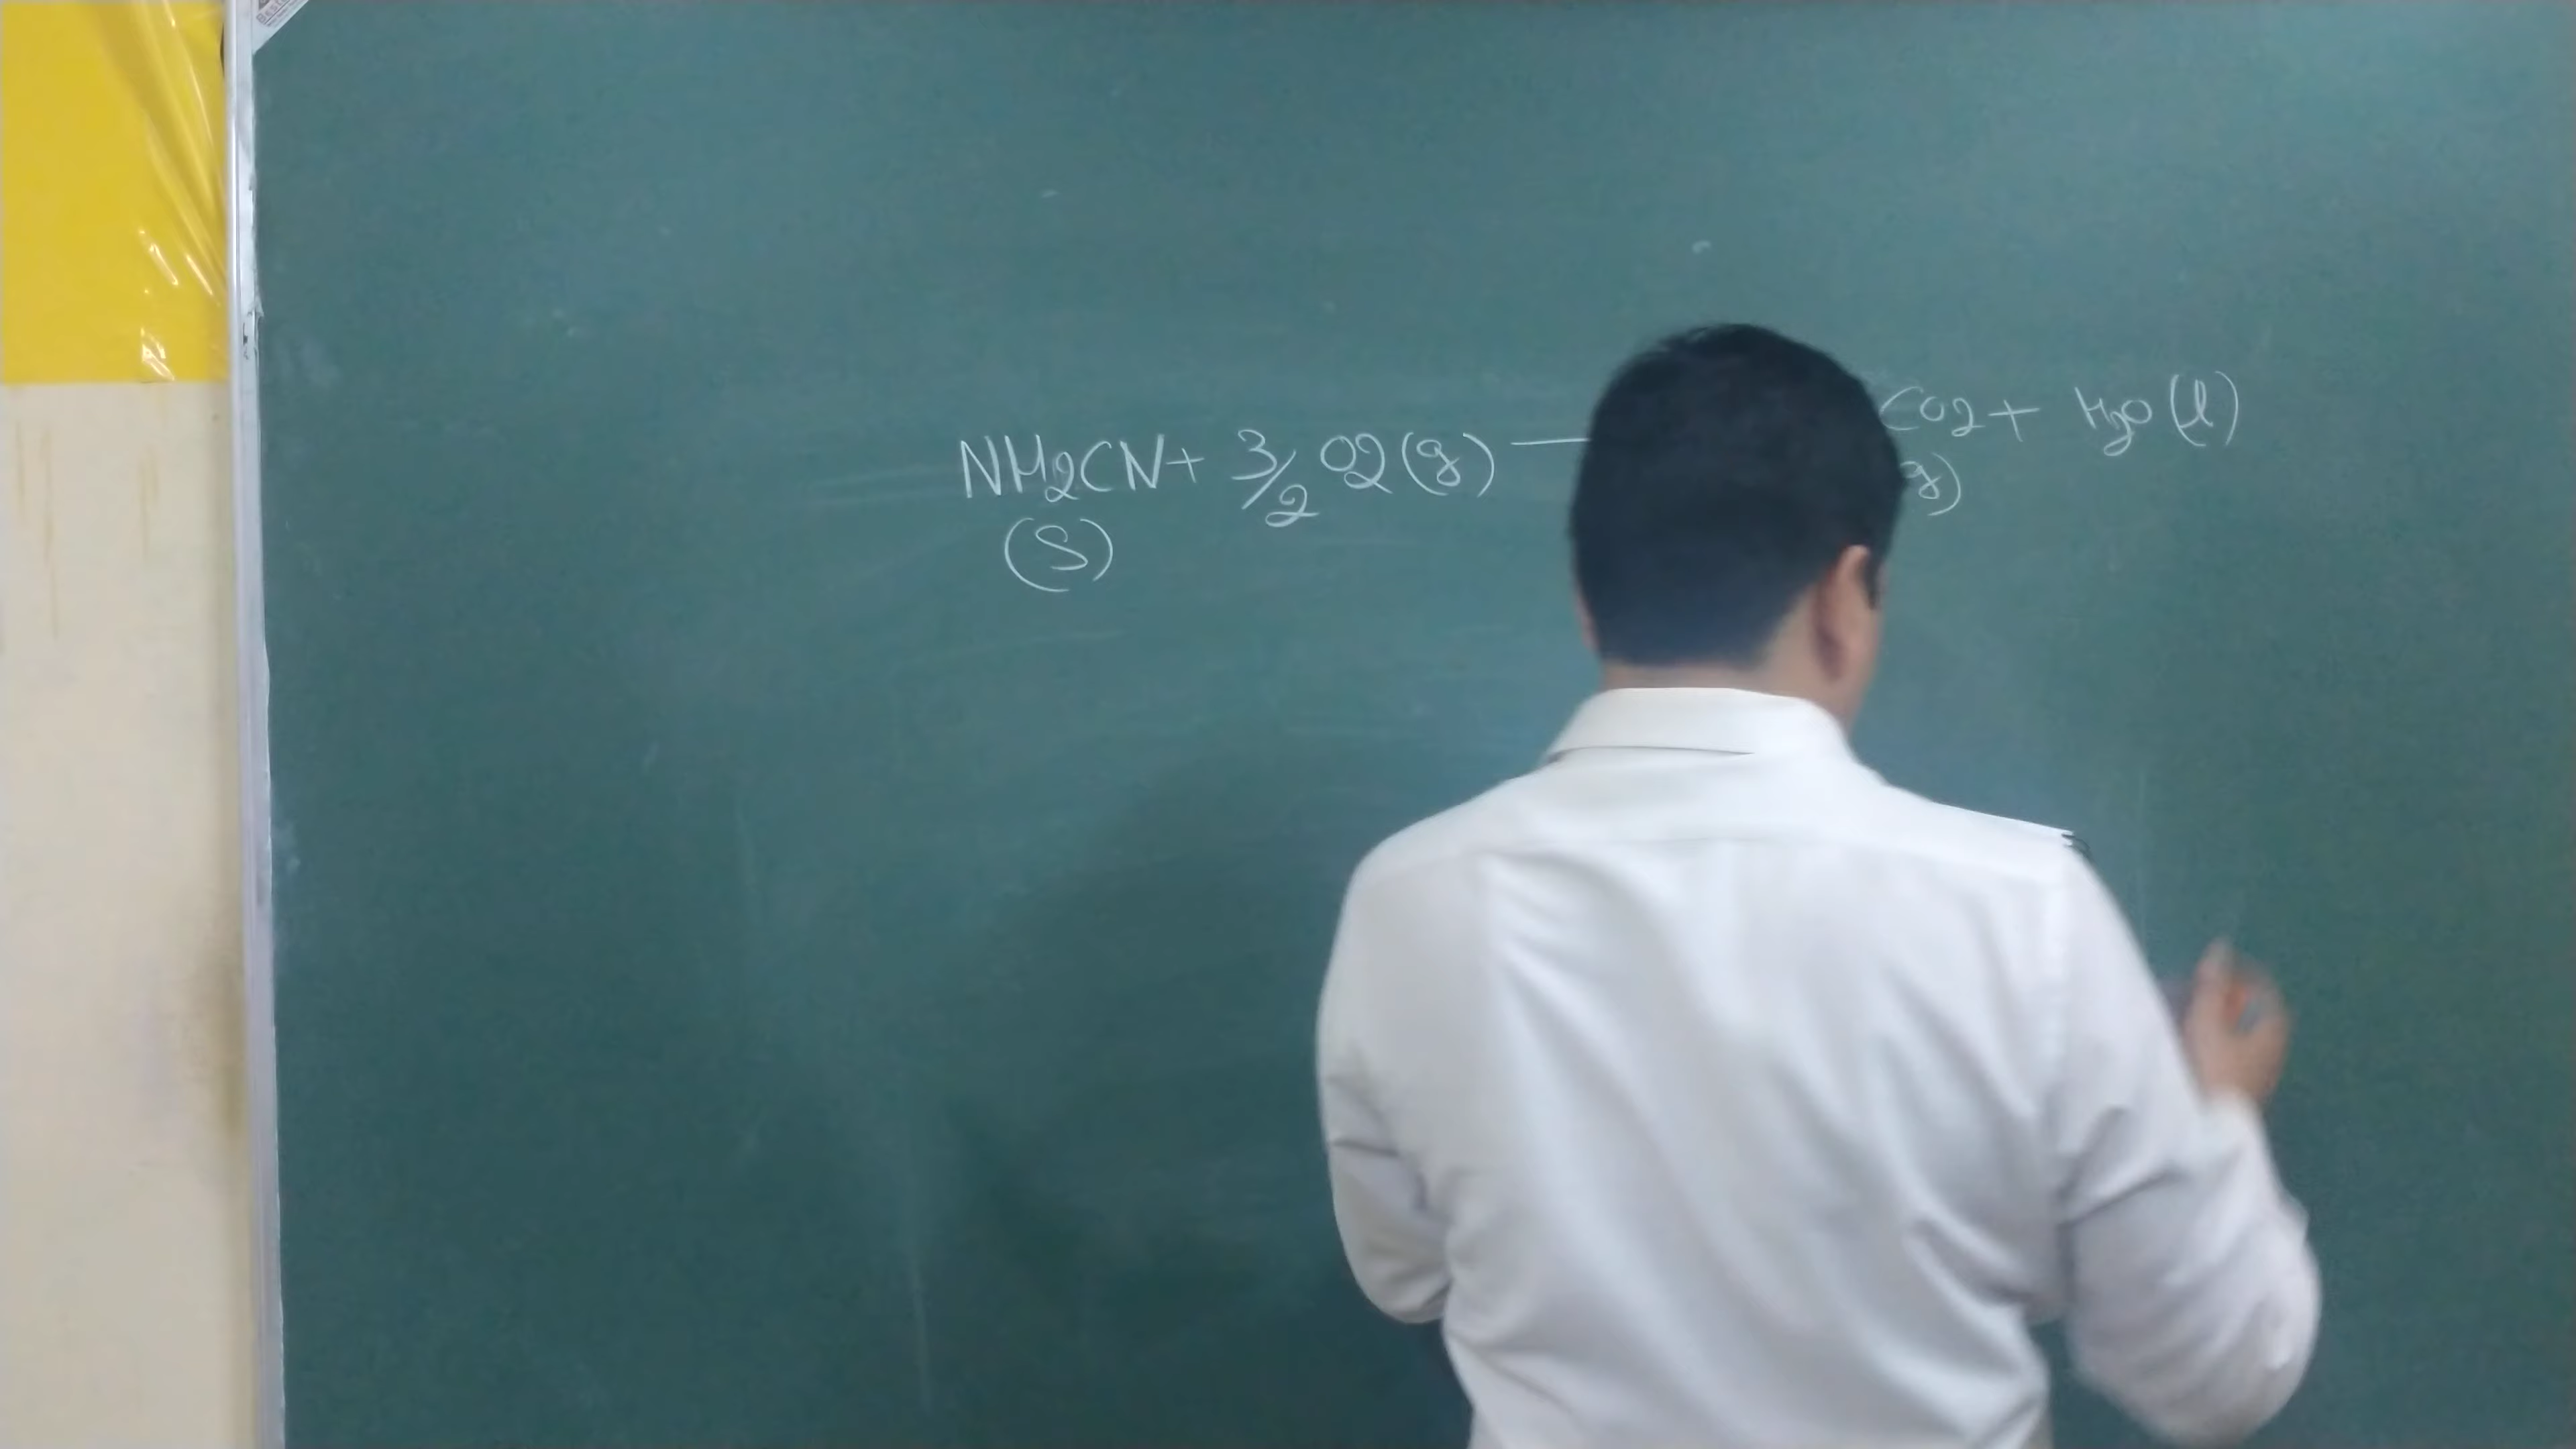 NH2CN + 3/2 O2 (g) — CO2 + H2O (l)
(s) g)